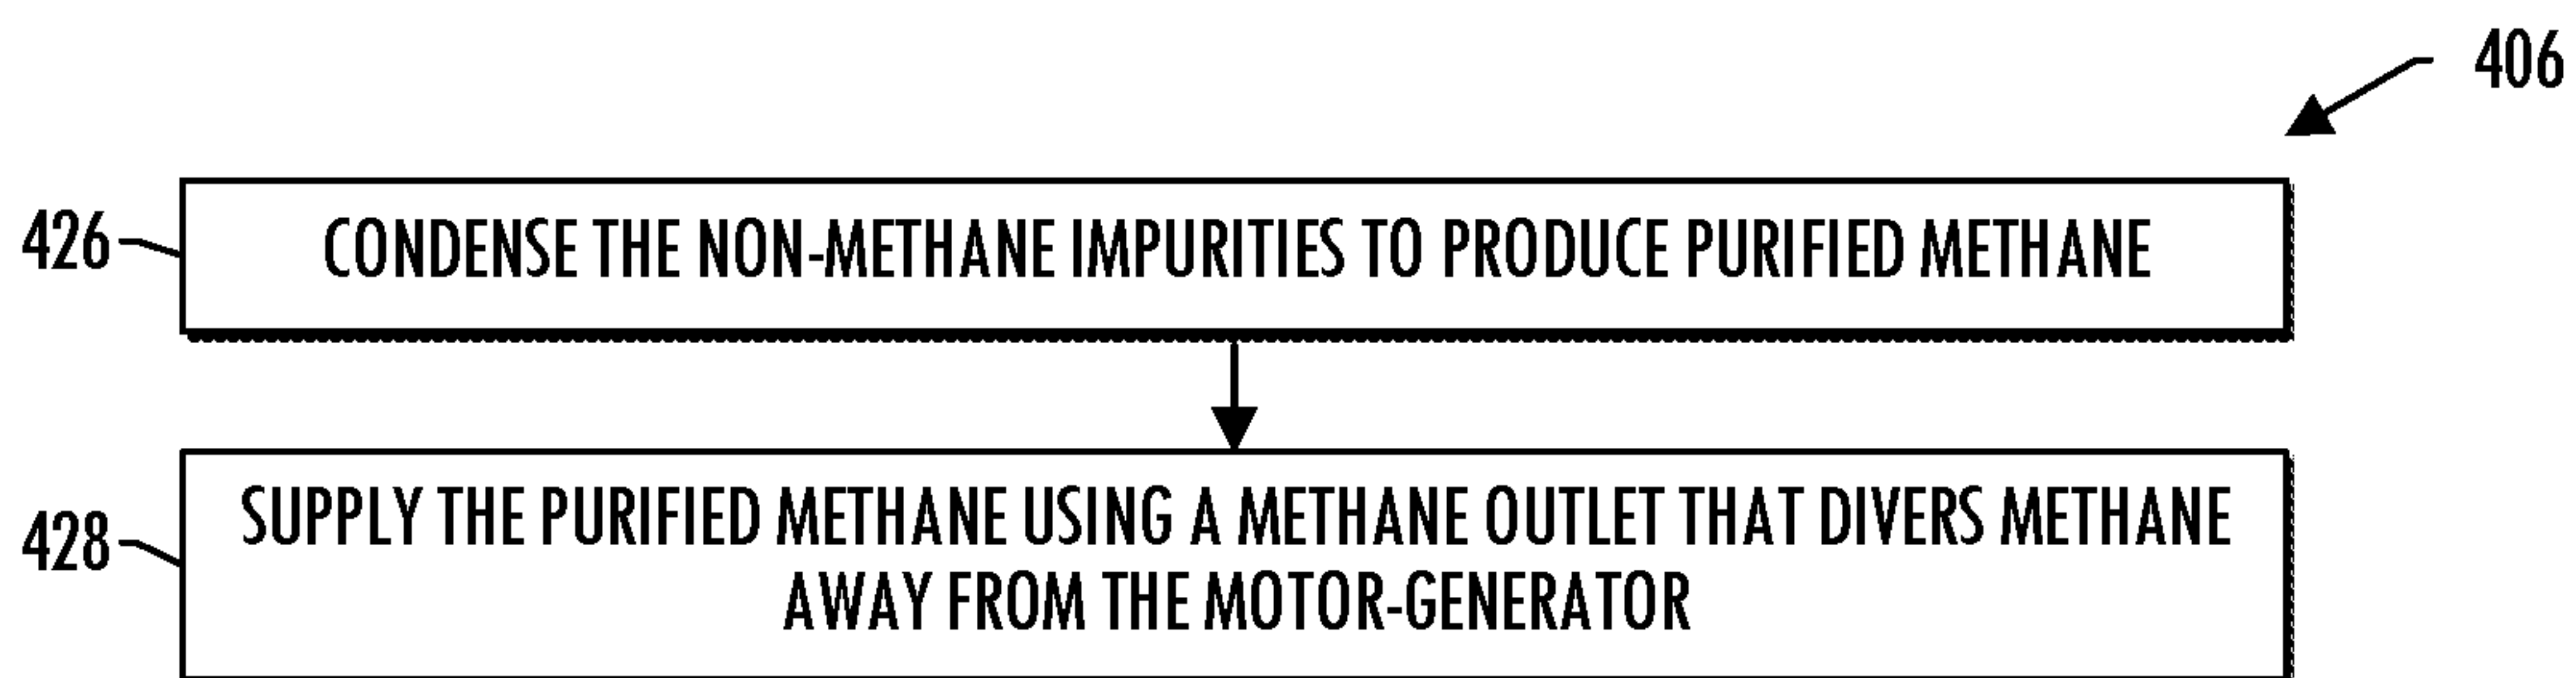 406
426
CONDENSE THE NON-METHANE IMPURITIES TO PRODUCE PURIFIED METHANE
428
SUPPLY THE PURIFIED METHANE USING A METHANE OUTLET THAT DIVERS METHANE
AWAY FROM THE MOTOR-GENERATOR